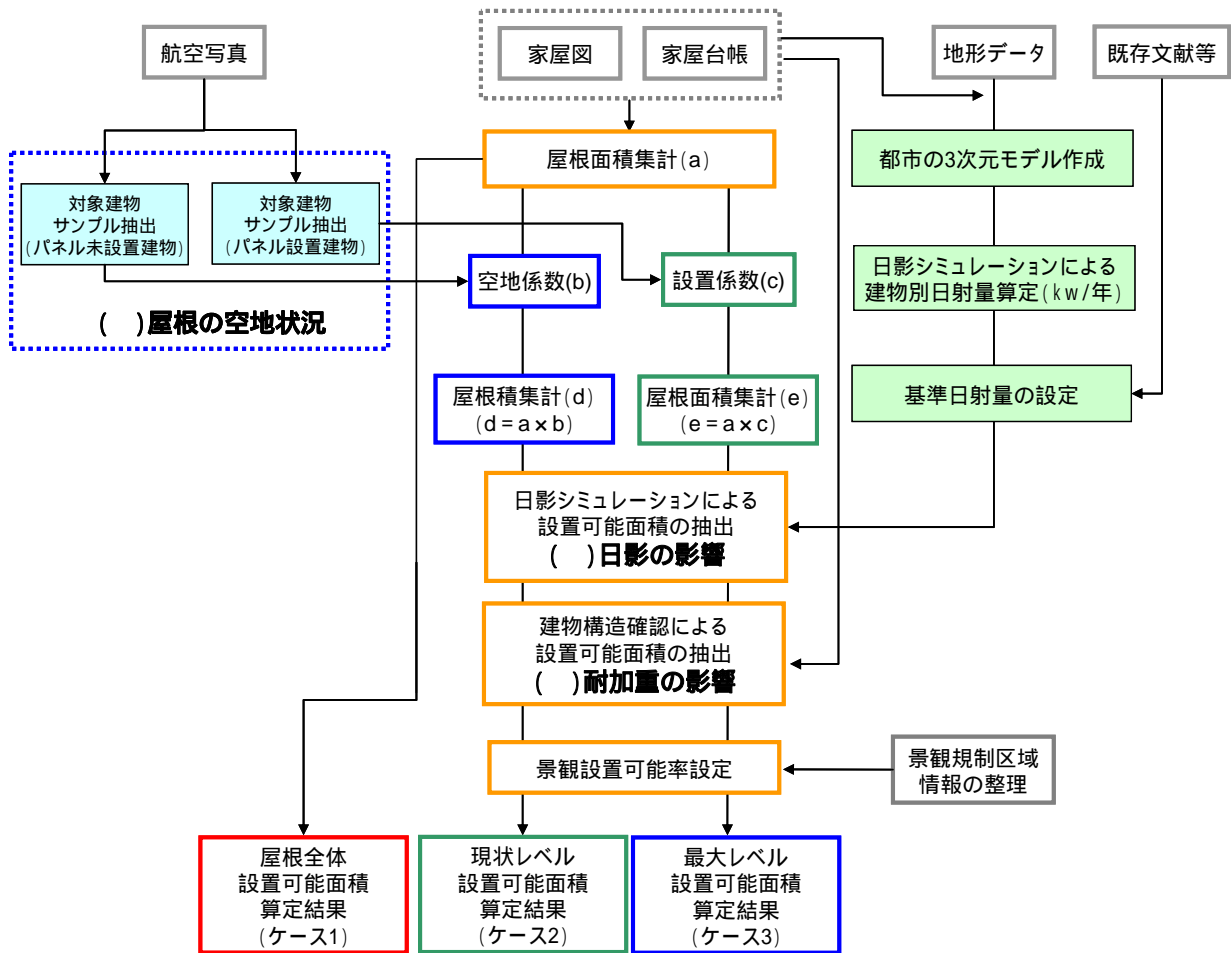 航空写真
家屋図
家屋台帳
地形データ
既存文献等
屋根面積集計(a)
都市の3次元モデル作成
対象建物
サンプル抽出
(パネル未設置建物)
対象建物
サンプル抽出
(パネル設置建物)
(　)屋根の空地状況
空地係数(b)
設置係数(c)
日影シミュレーションによる
建物別日射量算定(kw/年)
屋根積集計(d)
(d=a×b)
屋根面積集計(e)
(e=a×c)
基準日射量の設定
日影シミュレーションによる
設置可能面積の抽出
(　)日影の影響
建物構造確認による
設置可能面積の抽出
(　)耐加重の影響
景観設置可能率設定
景観規制区域
情報の整理
屋根全体
設置可能面積
算定結果
(ケース1)
現状レベル
設置可能面積
算定結果
(ケース2)
最大レベル
設置可能面積
算定結果
(ケース3)